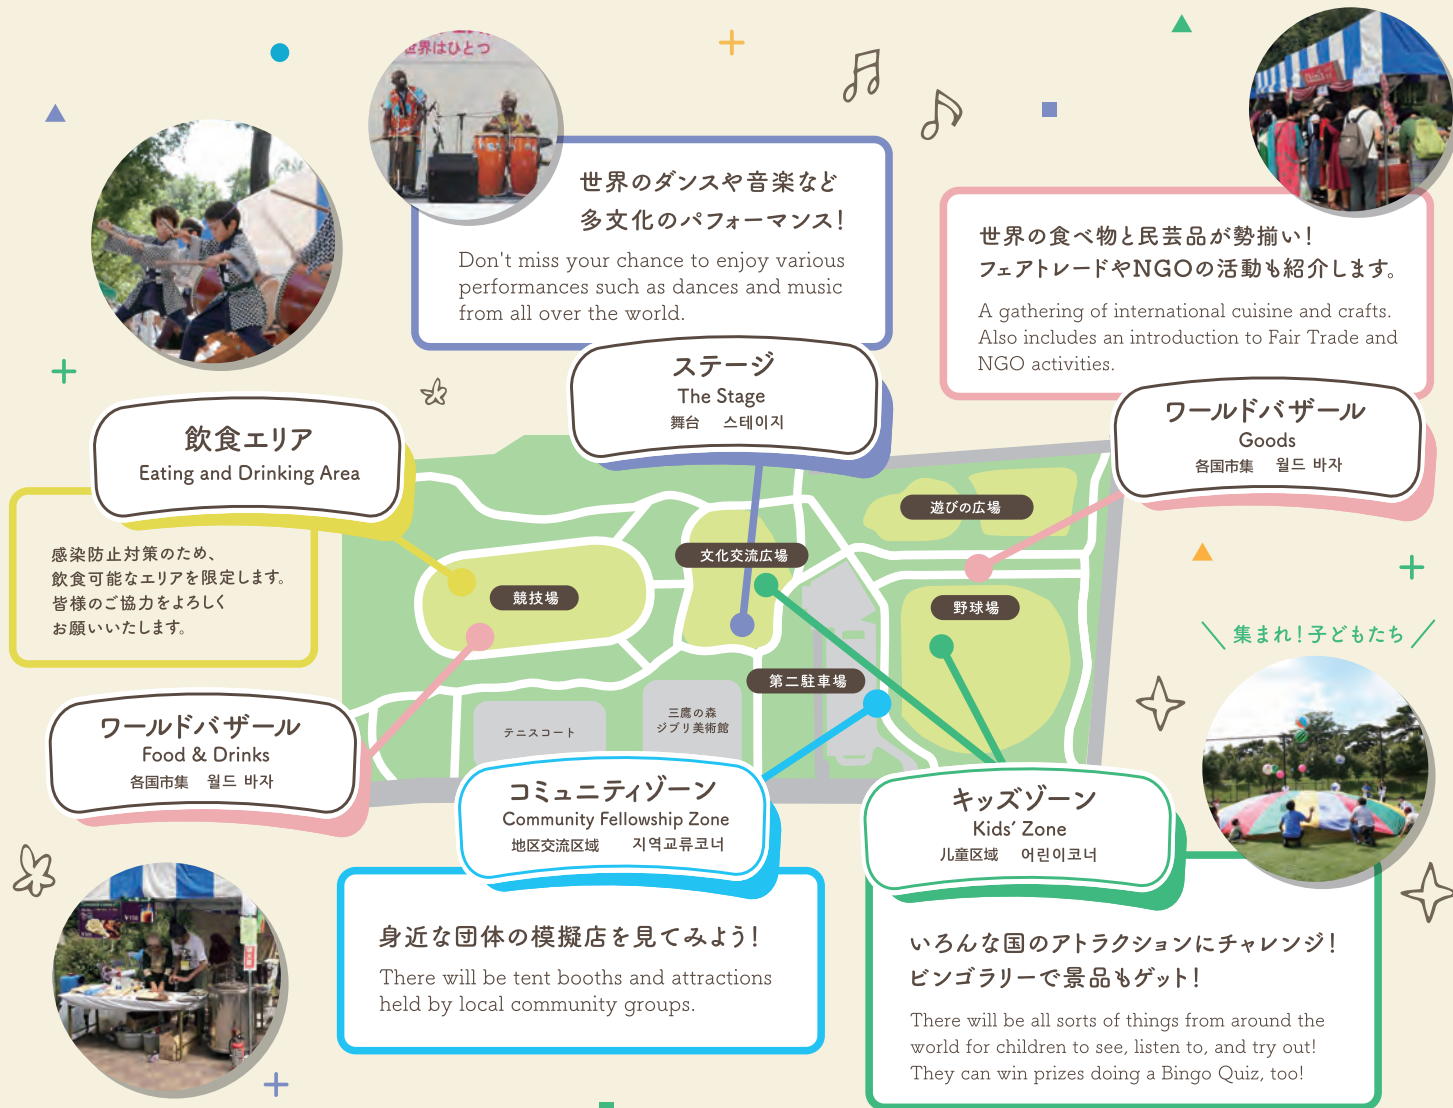 世界はひとつ
世界のダンスや音楽など
多文化のパフォーマンス！
Don't miss your chance to enjoy various
performances such as dances and music
from all over the world.
ステージ
The Stage
舞台 스테이지
世界の食べ物と民芸品が勢揃い！
フェアトレードやNGOの活動も紹介します。
A gathering of international cuisine and crafts.
Also includes an introduction to Fair Trade and
NGO activities.
ワールドバザール
Goods
各国市集 월드 바자
飲食エリア
Eating and Drinking Area
感染防止対策のため、
飲食可能なエリアを限定します。
皆様のご協力をよろしく
お願いいたします。
遊びの広場
文化交流広場
競技場
野球場
第二駐車場
テニスコート
三鷹の森
ジブリ美術館
ワールドバザール
Food & Drinks
各国市集 월드 바자
コミュニティゾーン
Community Fellowship Zone
地区交流区域 지역교류코너
身近な団体の模擬店を見てみよう！
There will be tent booths and attractions
held by local community groups.
集まれ！子どもたち
キッズゾーン
Kids' Zone
儿童区域 어린이코너
いろんな国のアトラクションにチャレンジ！
ビンゴラリーで景品もゲット！
There will be all sorts of things from around the
world for children to see, listen to, and try out!
They can win prizes doing a Bingo Quiz, too!